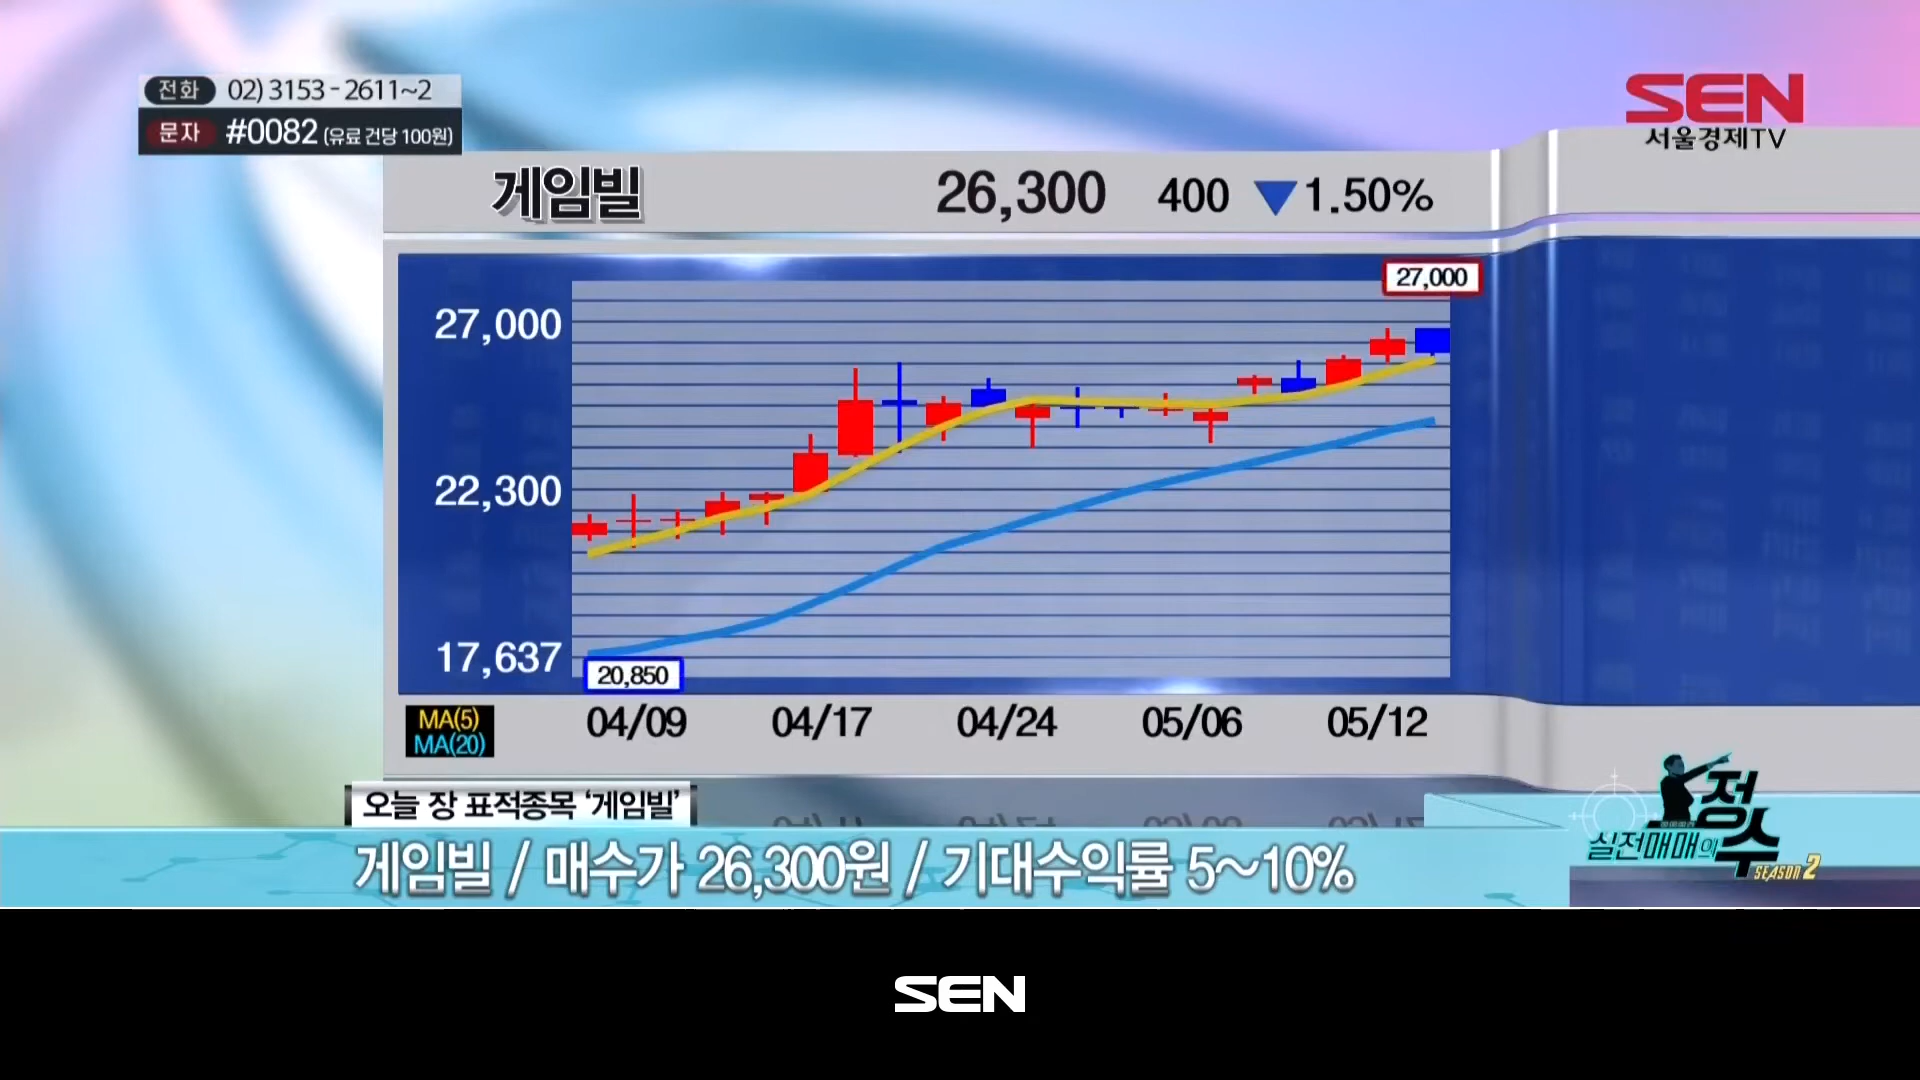 전화 02) 3153-2611~2
문자 #0082 (유료 건당 100원)
SEN
서울경제TV
게임빌 26,300 400 ▼1.50%
27,000
27,000
22,300
17,637
20,850
MA(5)
MA(20)
04/09 04/17 04/24 05/06 05/12
오늘 장 표적종목 ‘게임빌’
게임빌 / 매수가 26,300원 / 기대수익률 5~10%
실전매매의 정수
SEASON 2
SEN